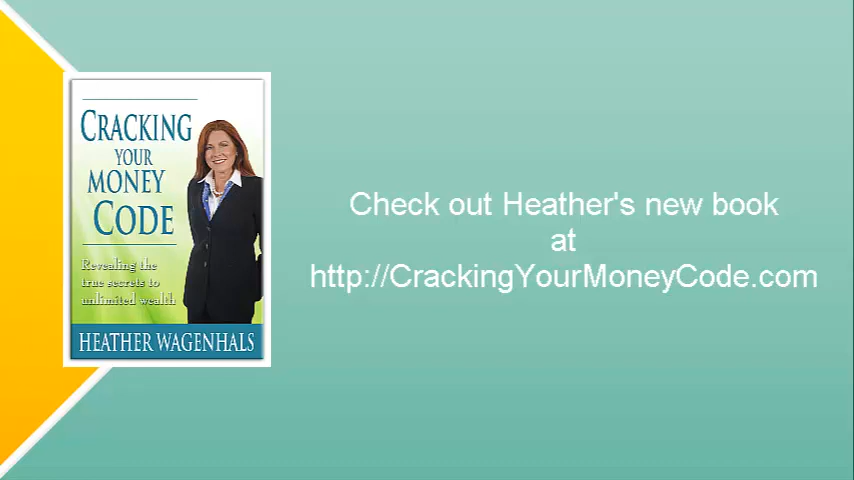 CRACKING
YOUR
MONEY
CODE
Revealing the
true secrets to
unlimited wealth
HEATHER WAGENHALS
Check out Heather's new book
at
http://CrackingYourMoneyCode.com